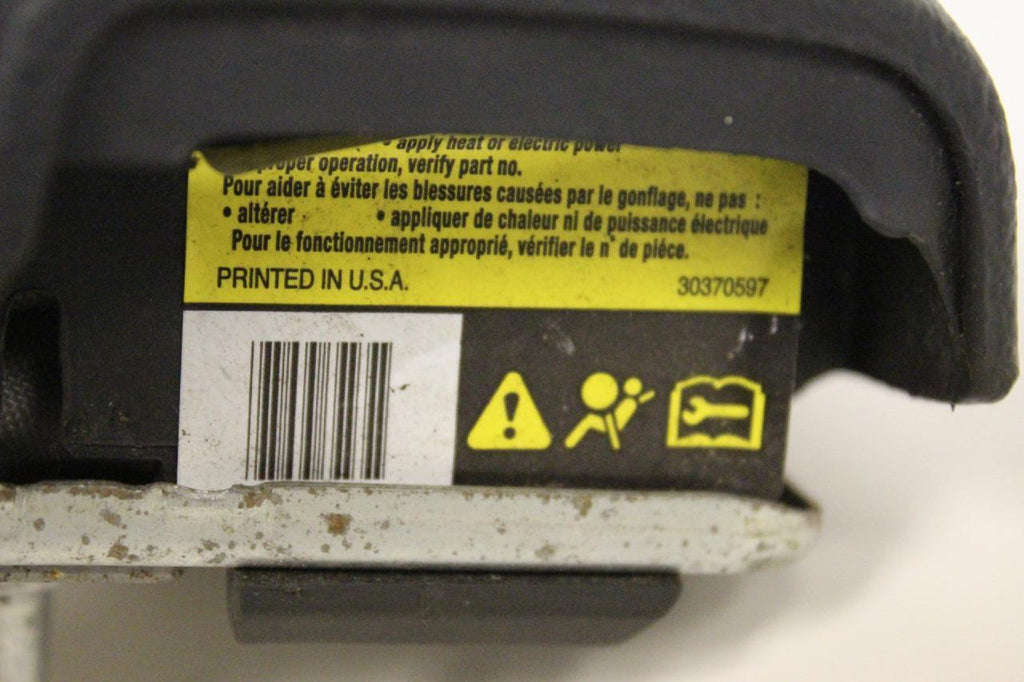 • apply heat or electric power
proper operation, verify part no.
Pour aider à éviter les blessures causées par le gonflage, ne pas :
• altérer • appliquer de chaleur ni de puissance électrique
Pour le fonctionnement approprié, vérifier le n° de piéce.
PRINTED IN U.S.A. 30370597